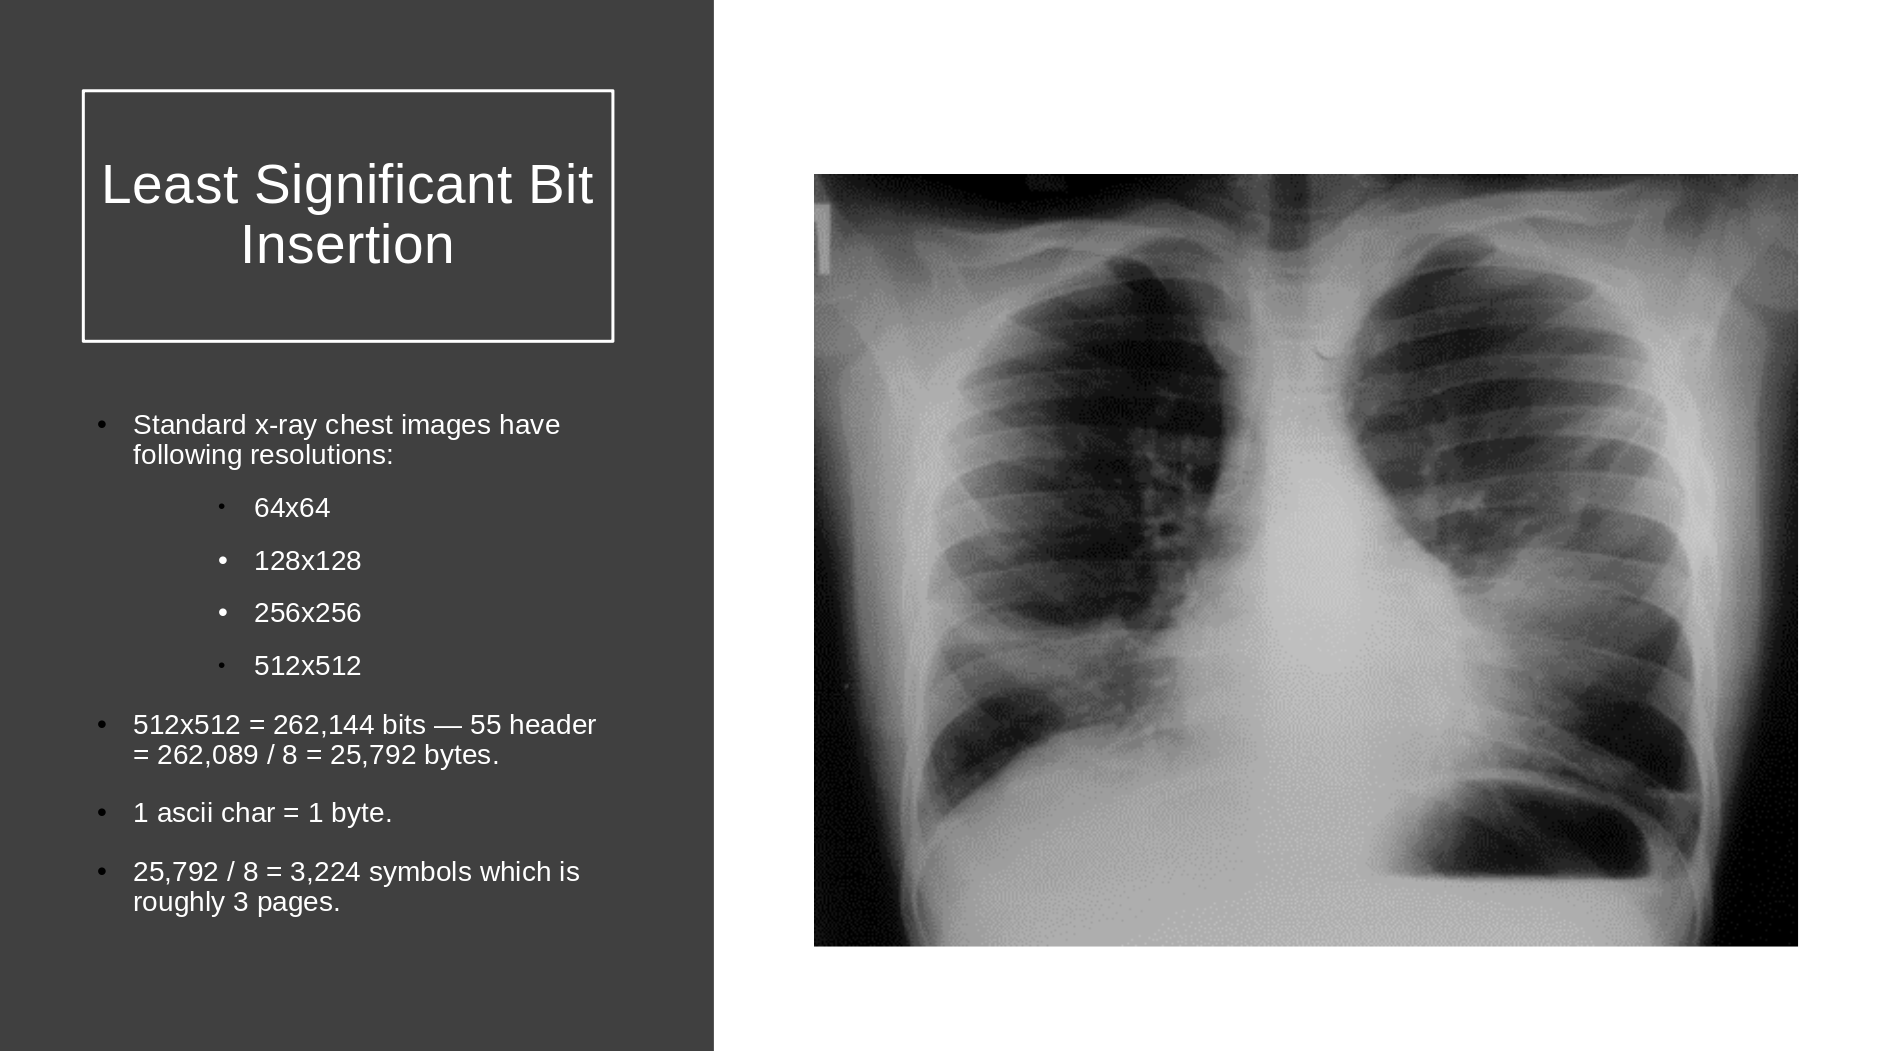 Least Significant Bit
Insertion
• Standard x-ray chest images have
following resolutions:
• 64x64
• 128x128
• 256x256
• 512x512
• 512x512 = 262,144 bits — 55 header
= 262,089 / 8 = 25,792 bytes.
• 1 ascii char = 1 byte.
• 25,792 / 8 = 3,224 symbols which is
roughly 3 pages.